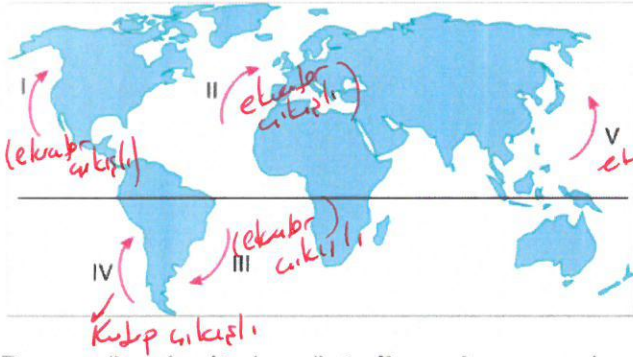 I
II
ekvator
çıkışlı)
(ekvator
çıkışlı)
V
ek
(ekvator
çıkışlı
III
IV
Kutup çıkışlı